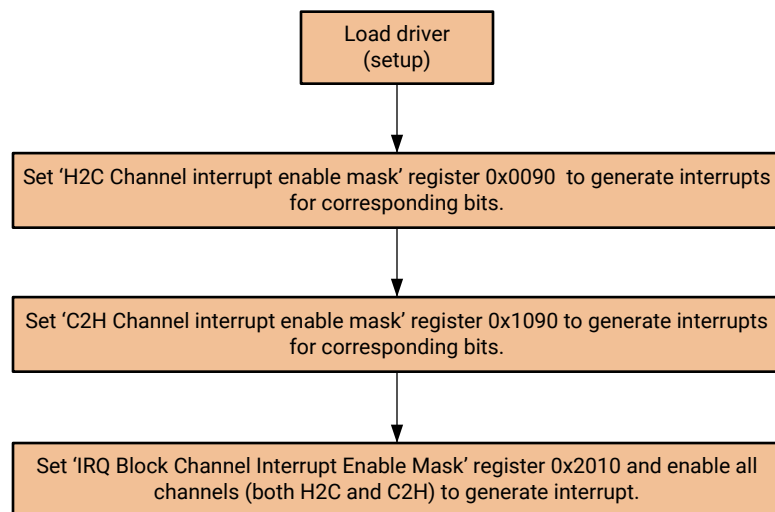 Load driver
(setup)
Set ‘H2C Channel interrupt enable mask’ register 0x0090 to generate interrupts
for corresponding bits.
Set ‘C2H Channel interrupt enable mask’ register 0x1090 to generate interrupts
for corresponding bits.
Set ‘IRQ Block Channel Interrupt Enable Mask’ register 0x2010 and enable all
channels (both H2C and C2H) to generate interrupt.